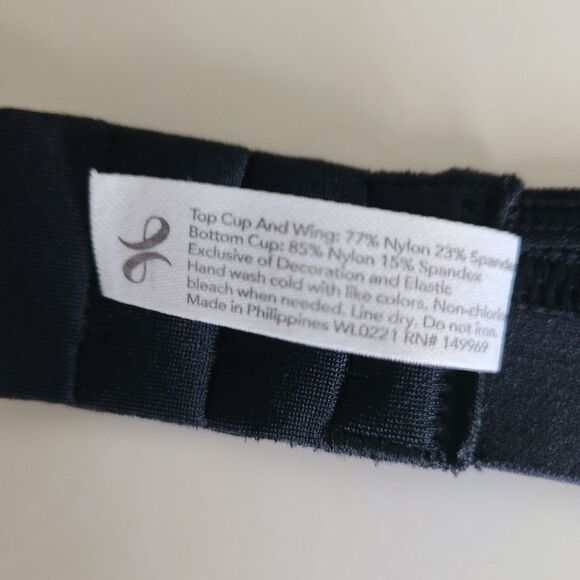 Top Cup And Wing: 77% Nylon 23% Spande
Bottom Cup: 85% Nylon 15% Spandex
Exclusive of Decoration and Elastic
Hand wash cold with like colors, Non-chlorine
bleach when needed. Line dry. Do not iron.
Made in Philippines WL0221 RN# 149969